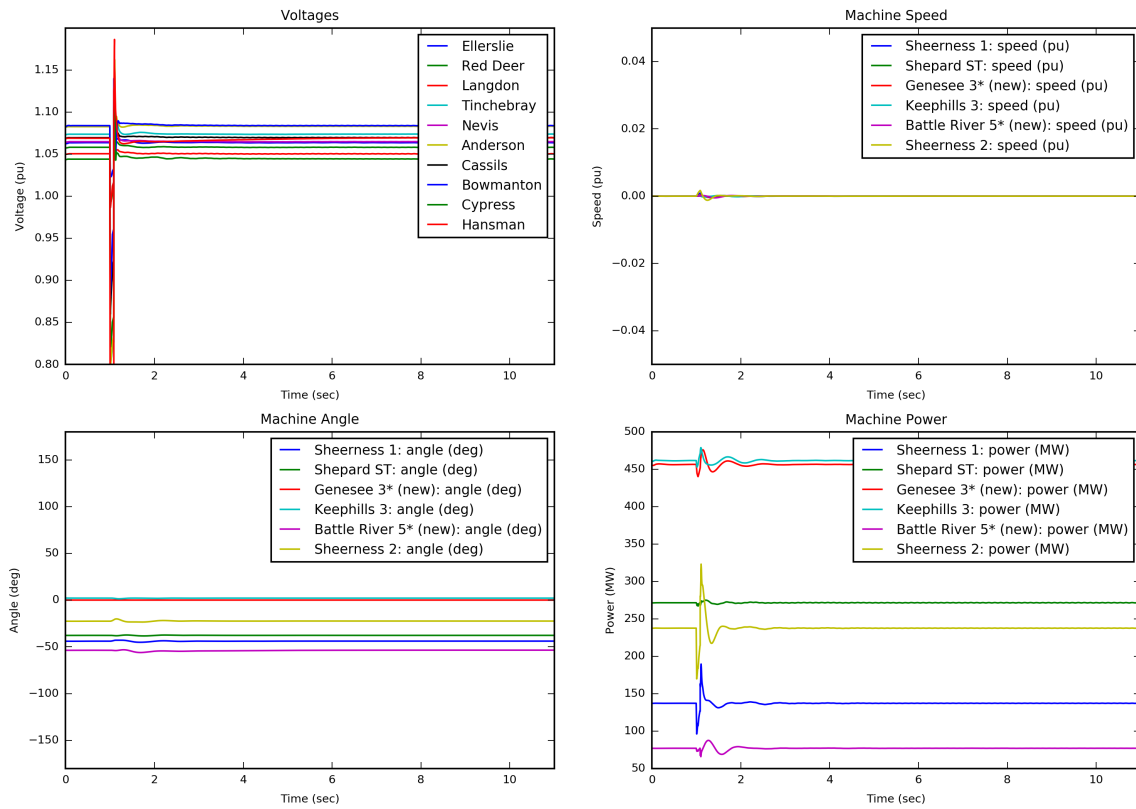 Voltages
1.15
1.10
1.05
1.00
0.95
0.90
0.85
0.80
Voltage (pu)
0 2 4 6 8 10
Time (sec)
Ellerslie
Red Deer
Langdon
Tinchebray
Nevis
Anderson
Cassils
Bowmanton
Cypress
Hansman
Machine Speed
0.04
0.02
0.00
−0.02
−0.04
Speed (pu)
0 2 4 6 8 10
Time (sec)
Sheerness 1: speed (pu)
Shepard ST: speed (pu)
Genesee 3* (new): speed (pu)
Keephills 3: speed (pu)
Battle River 5* (new): speed (pu)
Sheerness 2: speed (pu)
Machine Angle
150
100
50
0
−50
−100
−150
Angle (deg)
0 2 4 6 8 10
Time (sec)
Sheerness 1: angle (deg)
Shepard ST: angle (deg)
Genesee 3* (new): angle (deg)
Keephills 3: angle (deg)
Battle River 5* (new): angle (deg)
Sheerness 2: angle (deg)
Machine Power
500
450
400
350
300
250
200
150
100
50
Power (MW)
0 2 4 6 8 10
Time (sec)
Sheerness 1: power (MW)
Shepard ST: power (MW)
Genesee 3* (new): power (MW)
Keephills 3: power (MW)
Battle River 5* (new): power (MW)
Sheerness 2: power (MW)